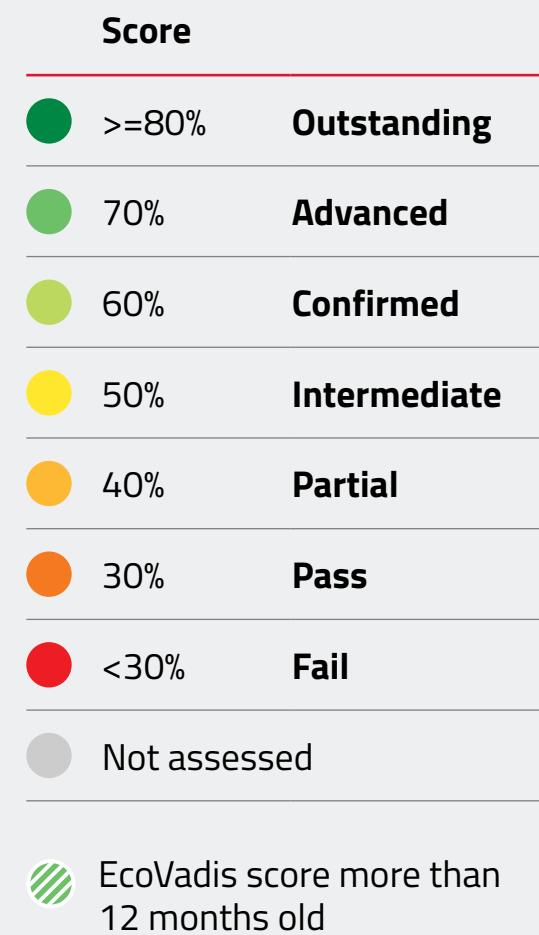 Score
>=80% Outstanding
70% Advanced
60% Confirmed
50% Intermediate
40% Partial
30% Pass
<30% Fail
Not assessed
EcoVadis score more than
12 months old